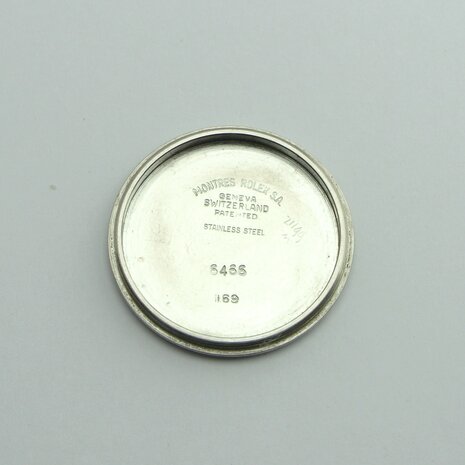 MONTRES ROLEX S.A.
GENEVA
SWITZERLAND
PATENTED
STAINLESS STEEL
6466
169